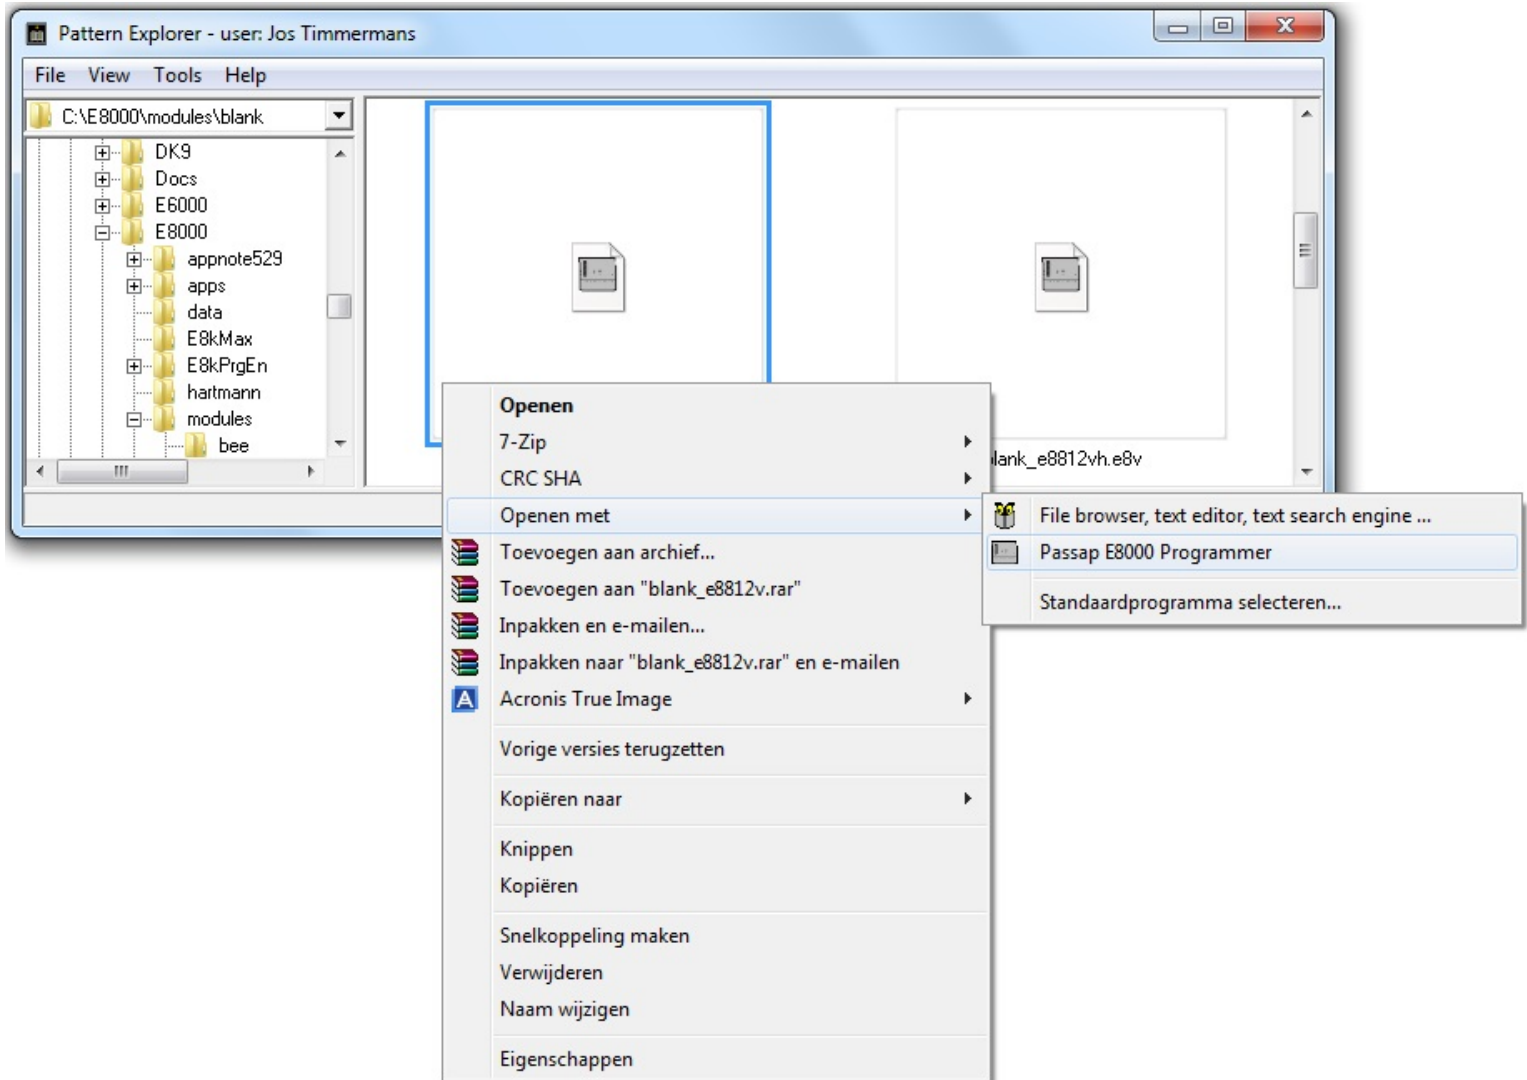 Pattern Explorer - user: Jos Timmermans
File View Tools Help
C:\E8000\modules\blank
DK9
Docs
E6000
E8000
appnote529
apps
data
E8kMax
E8kPrgEn
hartmann
modules
bee
lank_e8812vh.e8v
Openen
7-Zip
CRC SHA
Openen met
Toevoegen aan archief...
Toevoegen aan "blank_e8812v.rar"
Inpakken en e-mailen...
Inpakken naar "blank_e8812v.rar" en e-mailen
Acronis True Image
Vorige versies terugzetten
Kopiëren naar
Knippen
Kopiëren
Snelkoppeling maken
Verwijderen
Naam wijzigen
Eigenschappen
File browser, text editor, text search engine ...
Passap E8000 Programmer
Standaardprogramma selecteren...